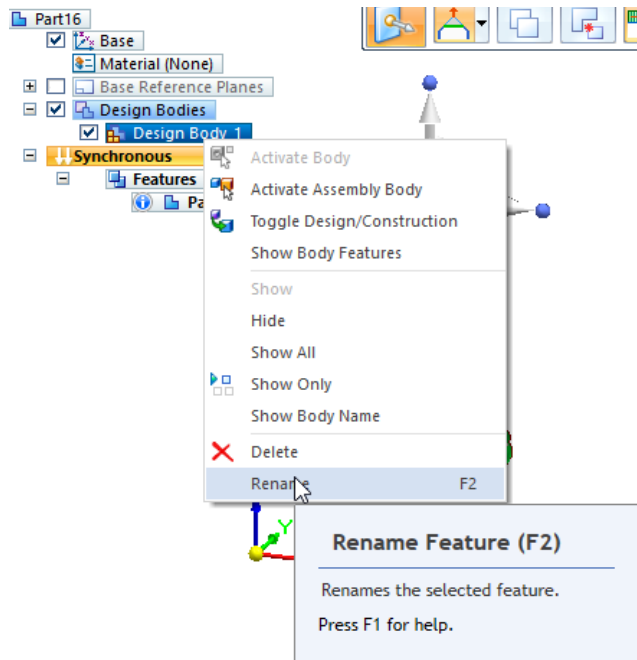 Part16
Base
Material (None)
Base Reference Planes
Design Bodies
Design Body_1
Synchronous
Features
Activate Body
Activate Assembly Body
Toggle Design/Construction
Show Body Features
Show
Hide
Show All
Show Only
Show Body Name
Delete
Rename F2
Y
Rename Feature (F2)
Renames the selected feature.
Press F1 for help.